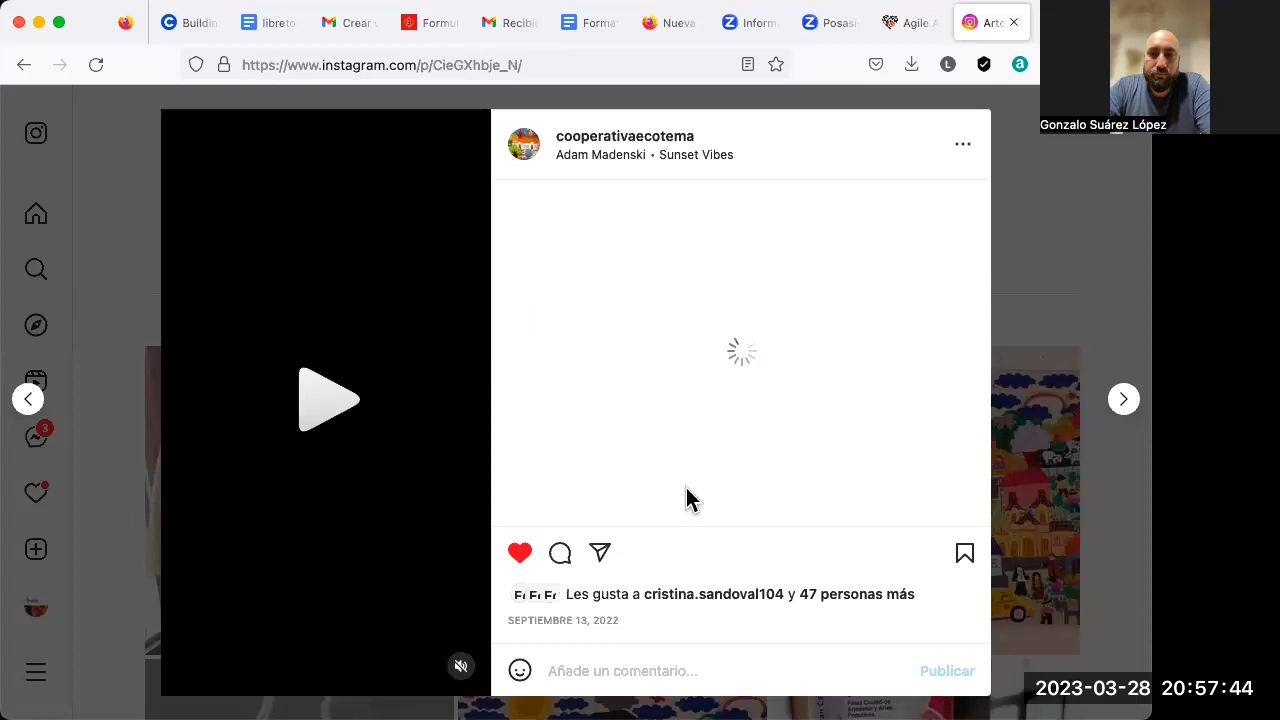 Buildin
libreto
Crear
Formul
Recibi
Forma
Nueva
Inform
Posas
Agile A
Arte
https://www.instagram.com/p/CieGXhbje_N/
Gonzalo Suárez López
cooperativaecotema
Adam Madenski • Sunset Vibes
3
Les gusta a cristina.sandoval104 y 47 personas más
SEPTIEMBRE 13, 2022
Añade un comentario...
Publicar
2023-03-28 20:57:44